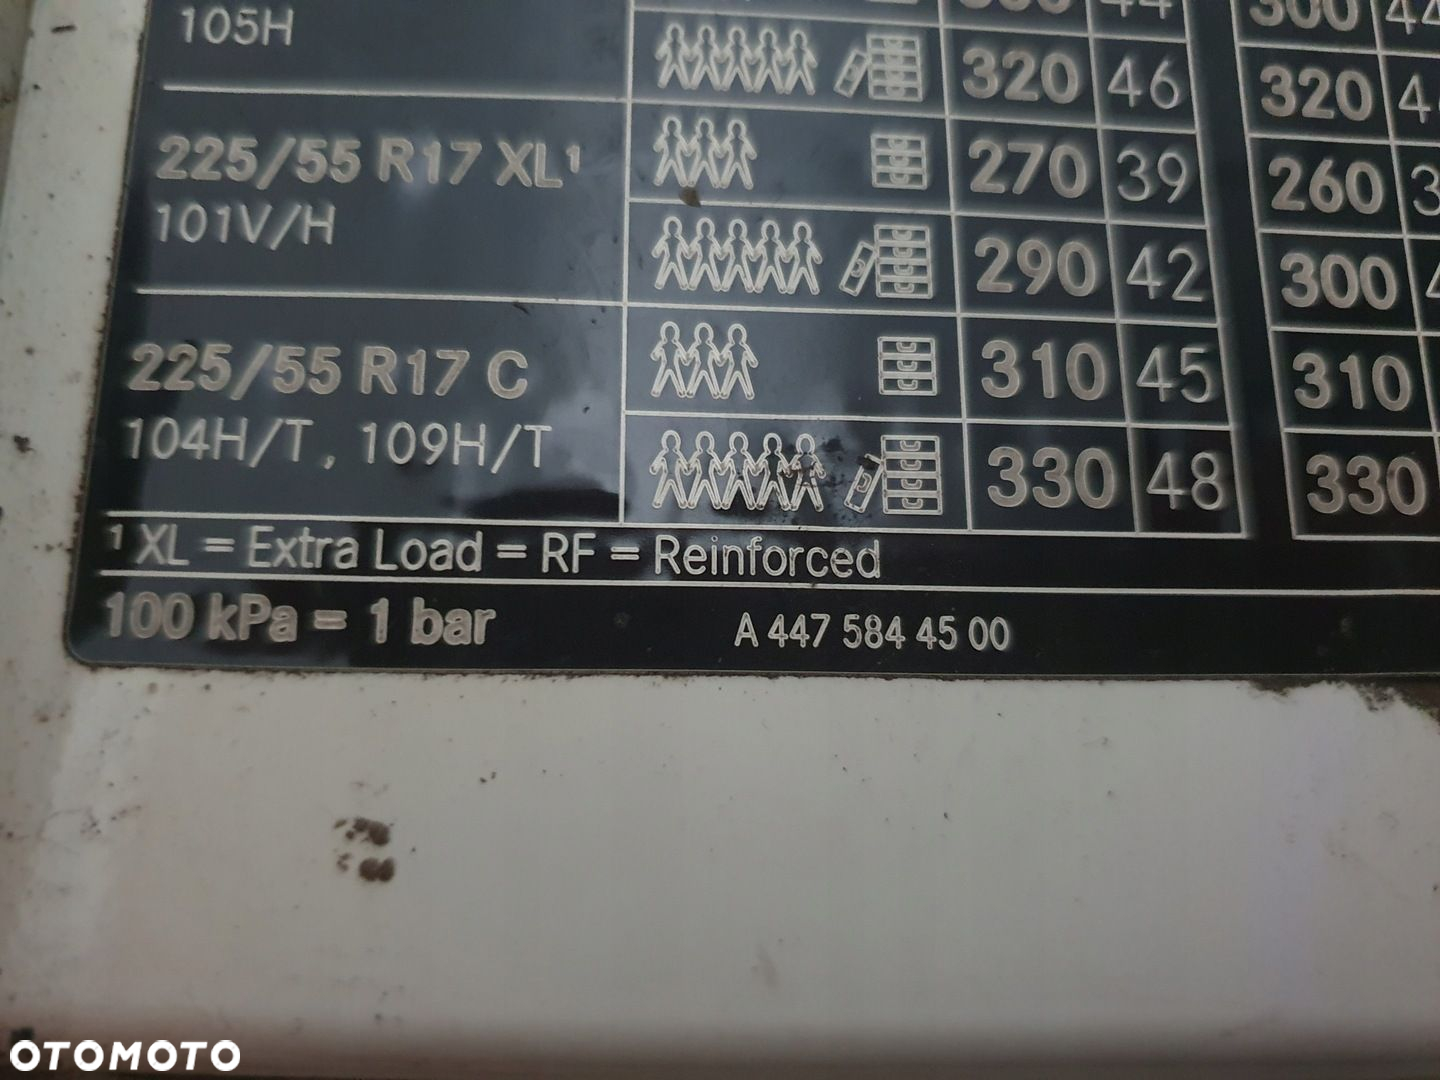 105H 320 46 320
225/55 R17 XL¹ 270 39 260
101V/H 290 42 300
225/55 R17 C 310 45 310
104H/T, 109H/T 330 48 330
¹ XL = Extra Load = RF = Reinforced
100 kPa = 1 bar A 447 584 45 00
OTOMOTO